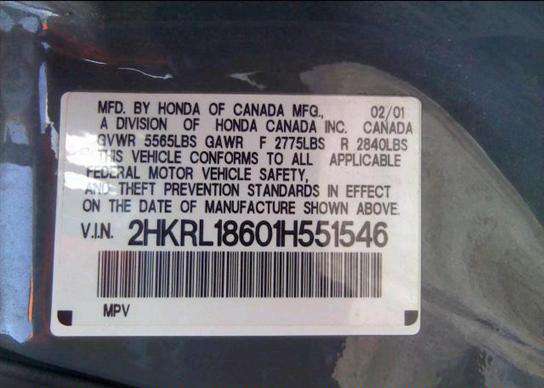 MFD. BY HONDA OF CANADA MFG., 02/01
A DIVISION OF HONDA CANADA INC. CANADA
GVWR 5565LBS GAWR F 2775LBS R 2840LBS
THIS VEHICLE CONFORMS TO ALL APPLICABLE
FEDERAL MOTOR VEHICLE SAFETY,
AND THEFT PREVENTION STANDARDS IN EFFECT
ON THE DATE OF MANUFACTURE SHOWN ABOVE.
V.I.N. 2HKRL18601H551546
MPV